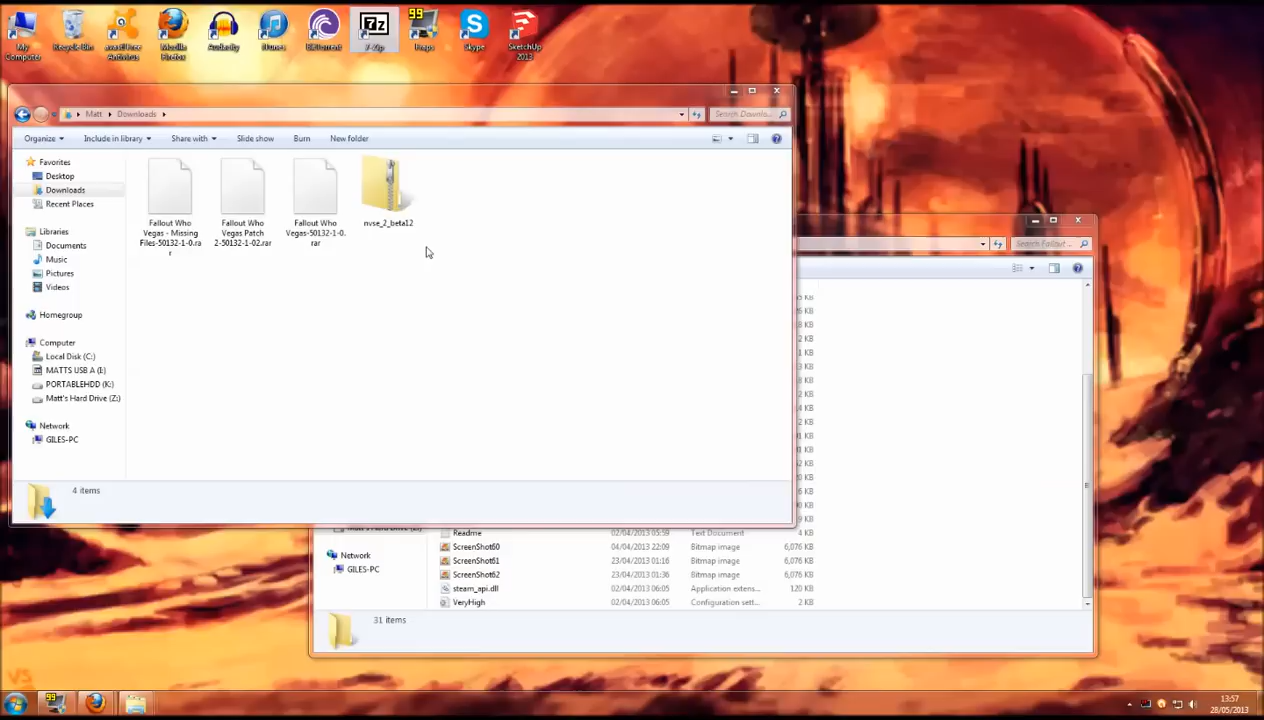 99
My Computer
Recycle Bin
avast! Free Antivirus
Mozilla Firefox
Audacity
iTunes
BitTorrent
7-Zip
Fraps
Skype
SketchUp 2013
Matt
Downloads
Search Downlo...
Organize
Include in library
Share with
Slide show
Burn
New folder
Favorites
Desktop
Downloads
Recent Places
Libraries
Documents
Music
Pictures
Videos
Homegroup
Computer
Local Disk (C:)
MATTS USB A (E)
PORTABLEHDD (K:)
Matt's Hard Drive (Z:)
Network
GILES-PC
Fallout Who
Vegas - Missing
Files-50132-1-0.ra
r
Fallout Who
Vegas Patch
2-50132-1-02.rar
Fallout Who
Vegas-50132-1-0.
rar
nvse_2_beta12
4 items
Search Fallout ...
Network
GILES-PC
Readme 02/04/2013 05:59 Text Document 4 KB
ScreenShot60 04/04/2013 22:09 Bitmap image 6,076 KB
ScreenShot61 23/04/2013 01:16 Bitmap image 6,076 KB
ScreenShot62 23/04/2013 01:36 Bitmap image 6,076 KB
steam_api.dll 02/04/2013 06:05 Application extens... 120 KB
VeryHigh 02/04/2013 06:05 Configuration sett... 2 KB
31 items
VS
99
13:57
28/05/2013